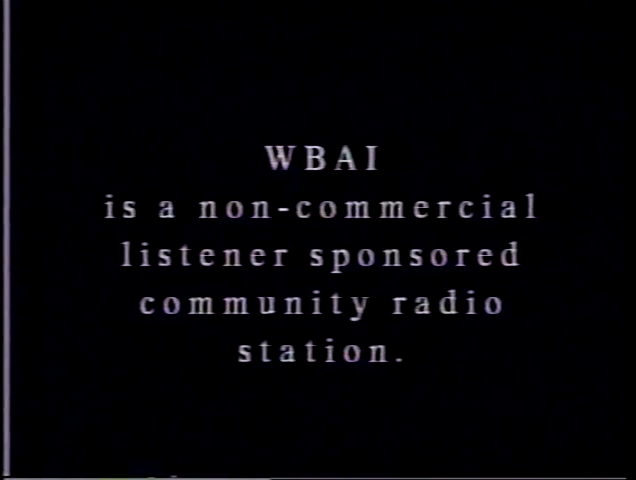 WBAI
is a non-commercial
listener sponsored
community radio
station.